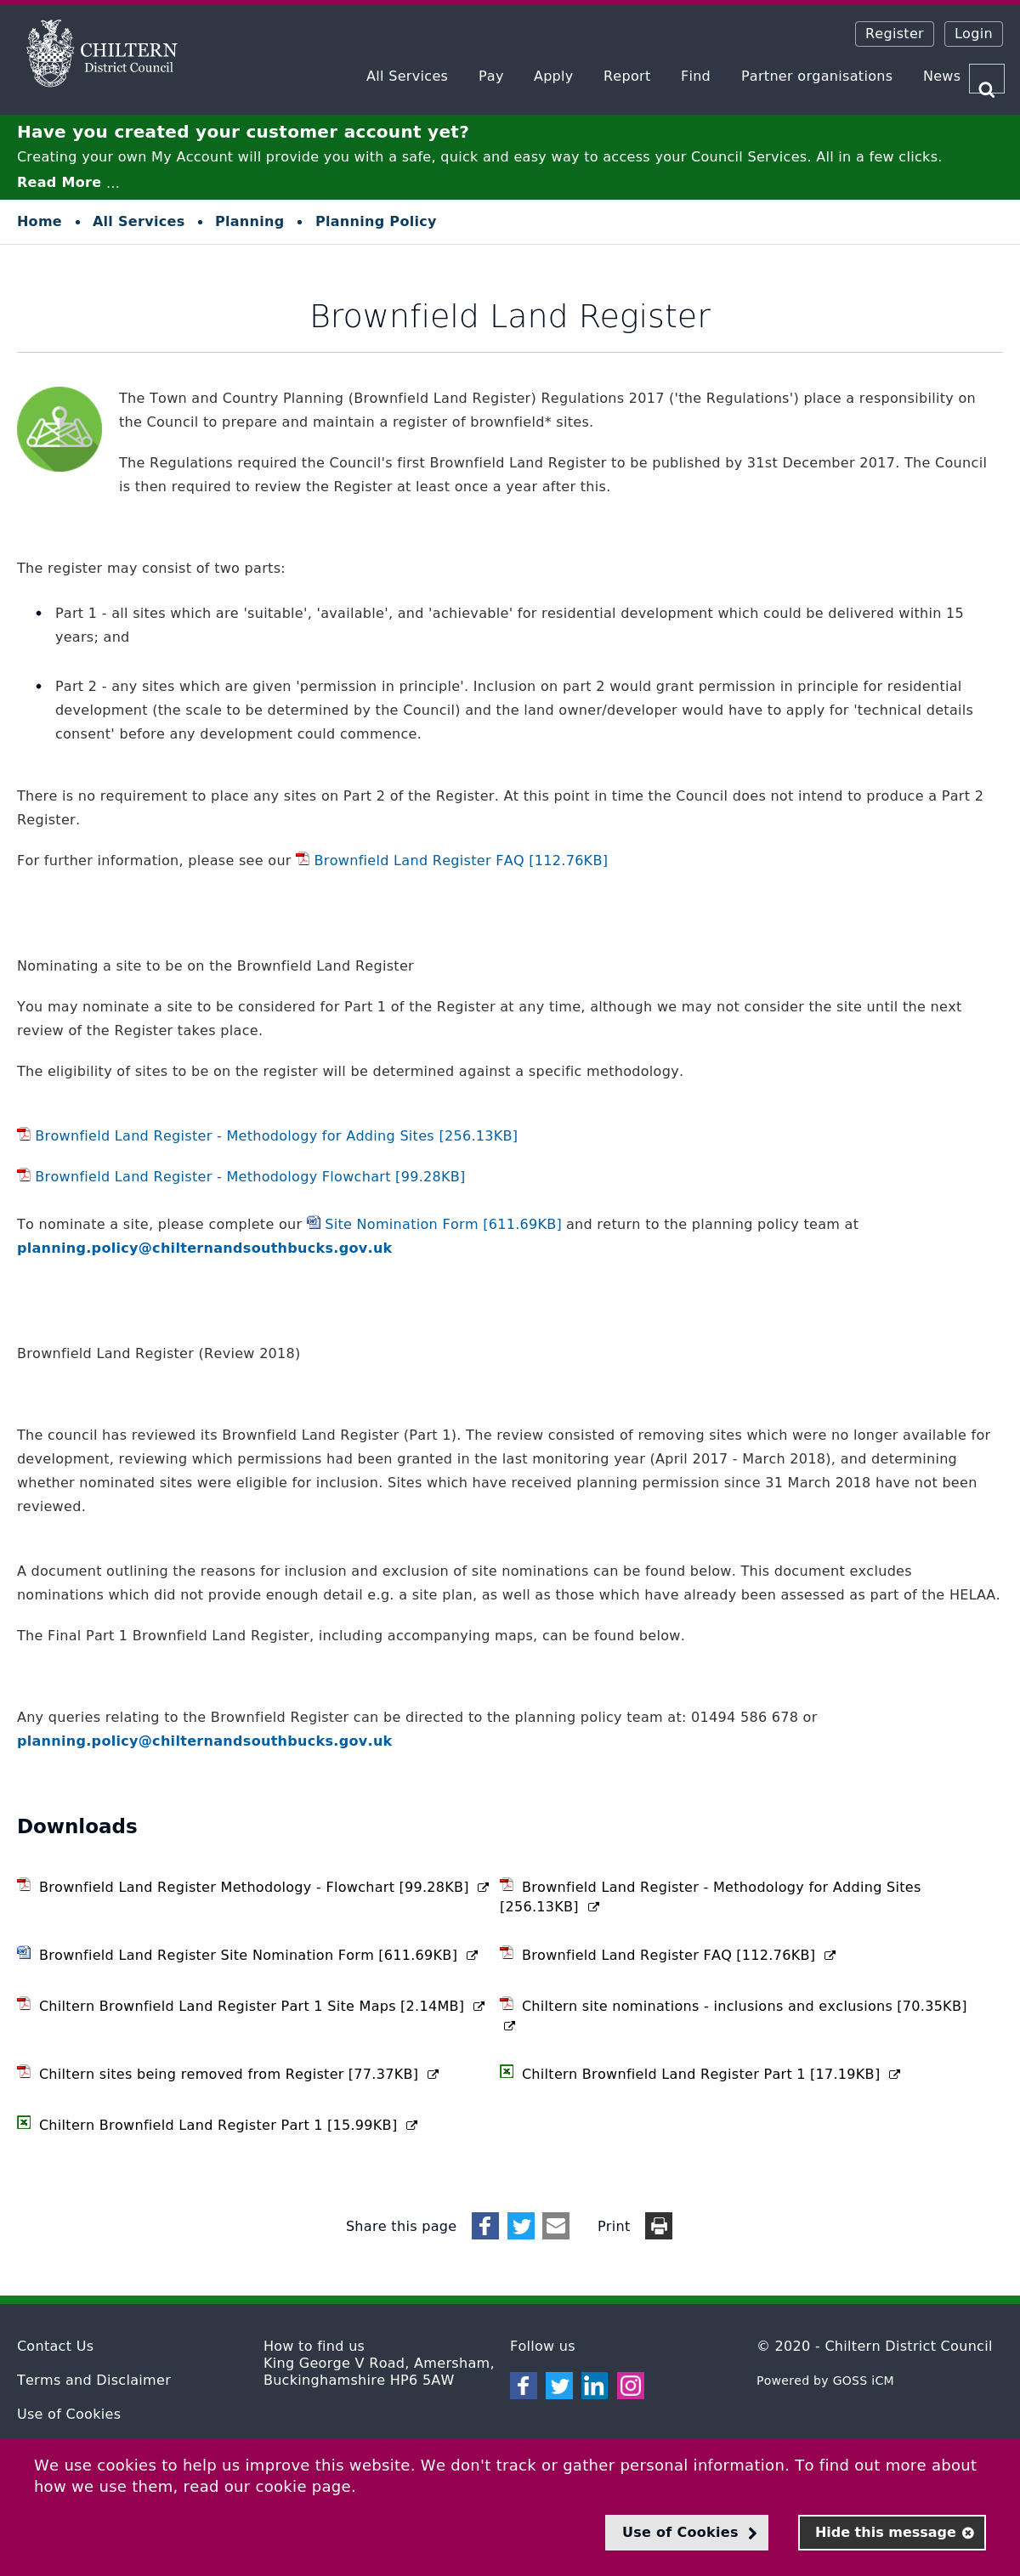 CHILTERN
District Council
Register
Login
All Services
Pay
Apply
Report
Find
Partner organisations
News
Have you created your customer account yet?
Creating your own My Account will provide you with a safe, quick and easy way to access your Council Services. All in a few clicks.
Read More ...
Home • All Services • Planning • Planning Policy
Brownfield Land Register
The Town and Country Planning (Brownfield Land Register) Regulations 2017 ('the Regulations') place a responsibility on
the Council to prepare and maintain a register of brownfield* sites.
The Regulations required the Council's first Brownfield Land Register to be published by 31st December 2017. The Council
is then required to review the Register at least once a year after this.
The register may consist of two parts:
• Part 1 - all sites which are 'suitable', 'available', and 'achievable' for residential development which could be delivered within 15
years; and
• Part 2 - any sites which are given 'permission in principle'. Inclusion on part 2 would grant permission in principle for residential
development (the scale to be determined by the Council) and the land owner/developer would have to apply for 'technical details
consent' before any development could commence.
There is no requirement to place any sites on Part 2 of the Register. At this point in time the Council does not intend to produce a Part 2
Register.
For further information, please see our Brownfield Land Register FAQ [112.76KB]
Nominating a site to be on the Brownfield Land Register
You may nominate a site to be considered for Part 1 of the Register at any time, although we may not consider the site until the next
review of the Register takes place.
The eligibility of sites to be on the register will be determined against a specific methodology.
Brownfield Land Register - Methodology for Adding Sites [256.13KB]
Brownfield Land Register - Methodology Flowchart [99.28KB]
To nominate a site, please complete our Site Nomination Form [611.69KB] and return to the planning policy team at
planning.policy@chilternandsouthbucks.gov.uk
Brownfield Land Register (Review 2018)
The council has reviewed its Brownfield Land Register (Part 1). The review consisted of removing sites which were no longer available for
development, reviewing which permissions had been granted in the last monitoring year (April 2017 - March 2018), and determining
whether nominated sites were eligible for inclusion. Sites which have received planning permission since 31 March 2018 have not been
reviewed.
A document outlining the reasons for inclusion and exclusion of site nominations can be found below. This document excludes
nominations which did not provide enough detail e.g. a site plan, as well as those which have already been assessed as part of the HELAA.
The Final Part 1 Brownfield Land Register, including accompanying maps, can be found below.
Any queries relating to the Brownfield Register can be directed to the planning policy team at: 01494 586 678 or
planning.policy@chilternandsouthbucks.gov.uk
Downloads
Brownfield Land Register Methodology - Flowchart [99.28KB]
Brownfield Land Register - Methodology for Adding Sites
[256.13KB]
Brownfield Land Register Site Nomination Form [611.69KB]
Brownfield Land Register FAQ [112.76KB]
Chiltern Brownfield Land Register Part 1 Site Maps [2.14MB]
Chiltern site nominations - inclusions and exclusions [70.35KB]
Chiltern sites being removed from Register [77.37KB]
Chiltern Brownfield Land Register Part 1 [17.19KB]
Chiltern Brownfield Land Register Part 1 [15.99KB]
Share this page
Print
Contact Us
Terms and Disclaimer
Use of Cookies
How to find us
King George V Road, Amersham,
Buckinghamshire HP6 5AW
Follow us
© 2020 - Chiltern District Council
Powered by GOSS iCM
We use cookies to help us improve this website. We don't track or gather personal information. To find out more about
how we use them, read our cookie page.
Use of Cookies
Hide this message